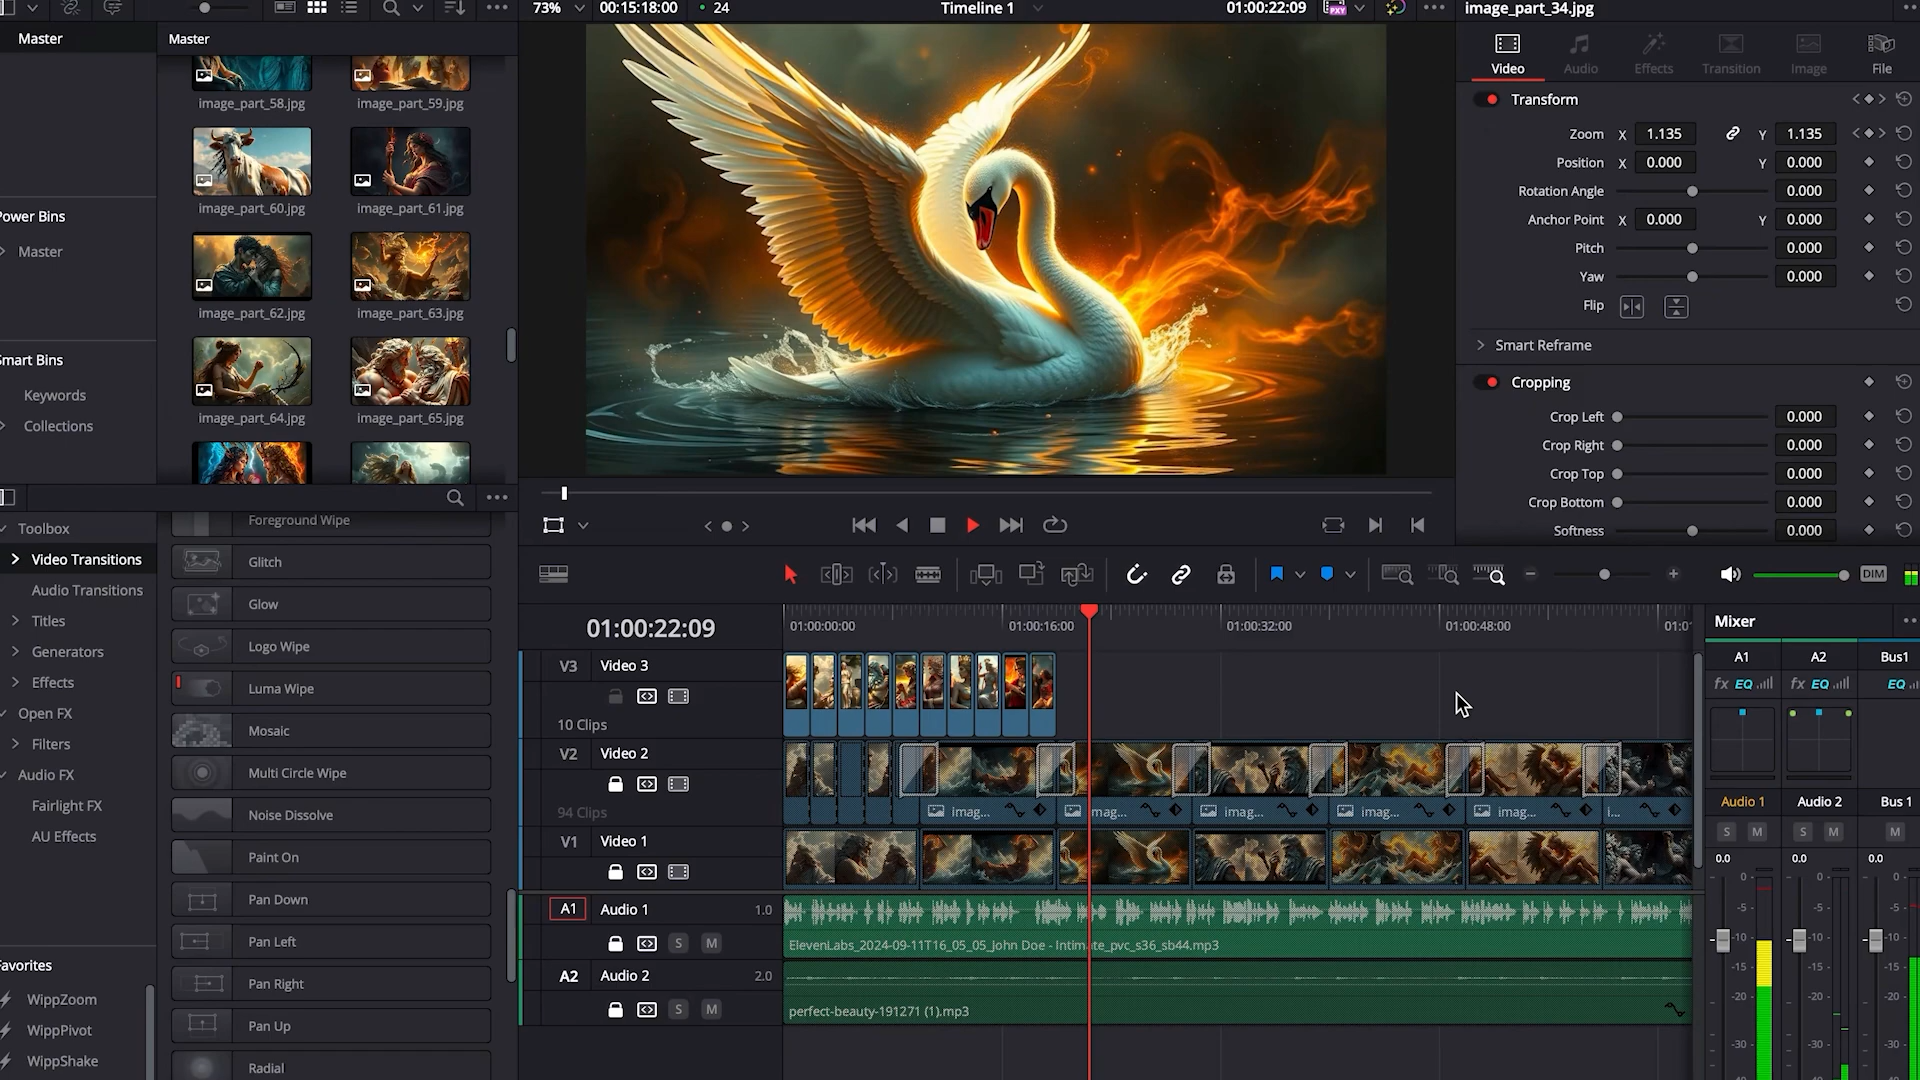 73%
00:15:18:00
24
Timeline 1
01:00:22:09
PXY
image_part_34.jpg
Master
Master
image_part_58.jpg
image_part_59.jpg
image_part_60.jpg
image_part_61.jpg
Power Bins
Master
image_part_62.jpg
image_part_63.jpg
Smart Bins
Keywords
Collections
image_part_64.jpg
image_part_65.jpg
Video
Audio
Effects
Transition
Image
File
Transform
Zoom X 1.135 Y 1.135
Position X 0.000 Y 0.000
Rotation Angle 0.000
Anchor Point X 0.000 Y 0.000
Pitch 0.000
Yaw 0.000
Flip
Smart Reframe
Cropping
Crop Left 0.000
Crop Right 0.000
Crop Top 0.000
Crop Bottom 0.000
Softness 0.000
Toolbox
Video Transitions
Audio Transitions
Titles
Generators
Effects
Open FX
Filters
Audio FX
Fairlight FX
AU Effects
Favorites
WippZoom
WippPivot
WippShake
Foreground Wipe
Glitch
Glow
Logo Wipe
Luma Wipe
Mosaic
Multi Circle Wipe
Noise Dissolve
Paint On
Pan Down
Pan Left
Pan Right
Pan Up
Radial
DIM
01:00:22:09
01:00:00:00
01:00:16:00
01:00:32:00
01:00:48:00
01:0
V3 Video 3
10 Clips
V2 Video 2
94 Clips
imag...
mag...
imag...
imag...
imag...
i...
V1 Video 1
A1 Audio 1 1.0
S M
ElevenLabs_2024-09-11T16_05_05_John Doe - Intimate_pvc_s36_sb44.mp3
A2 Audio 2 2.0
S M
perfect-beauty-191271 (1).mp3
Mixer
A1 A2 Bus1
fx EQ fx EQ EQ
Audio 1 Audio 2 Bus 1
S M S M M
0.0 0.0 0.0
0 0 0
-5 -5 -5
-10 -10 -10
-15 -15 -15
-20 -20 -20
-30 -30 -30
-40 -40 -40